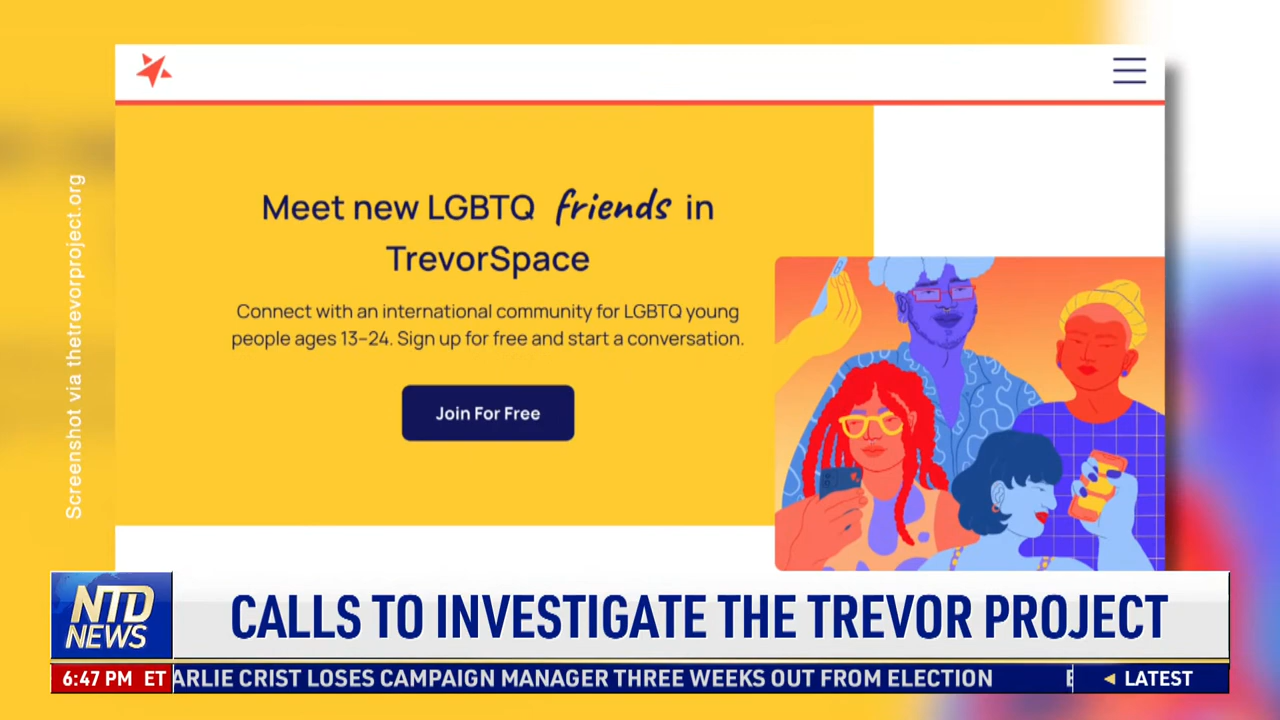 Meet new LGBTQ friends in
TrevorSpace
Connect with an international community for LGBTQ young
people ages 13–24. Sign up for free and start a conversation.
Join For Free
Screenshot via thetrevorproject.org
NTD
NEWS
CALLS TO INVESTIGATE THE TREVOR PROJECT
6:47 PM ET
ARLIE CRIST LOSES CAMPAIGN MANAGER THREE WEEKS OUT FROM ELECTION
LATEST